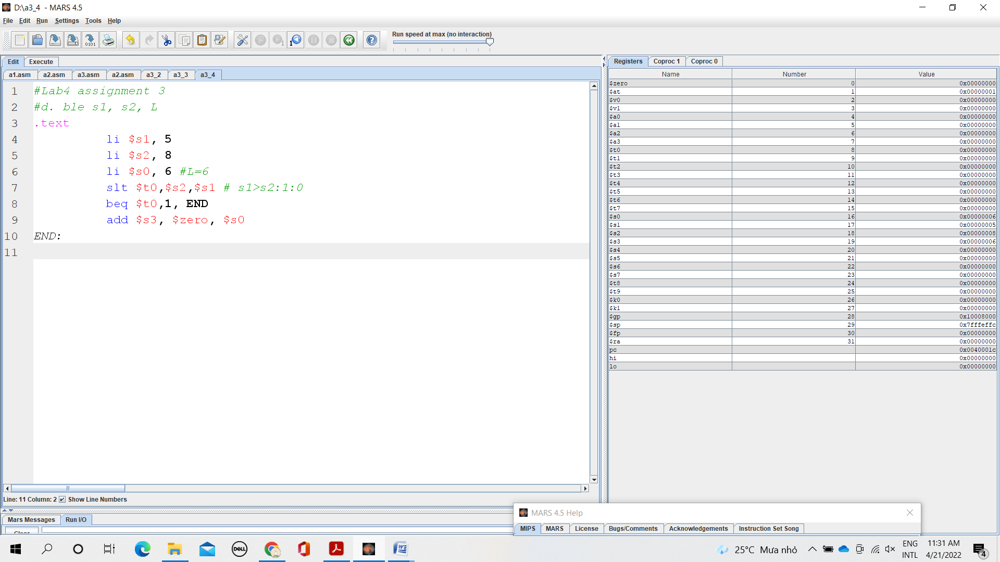 D:\a3_4 - MARS 4.5
File Edit Run Settings Tools Help
Run speed at max (no interaction)
Edit Execute
a1.asm a2.asm a3.asm a2.asm a3_2 a3_3 a3_4
1 #Lab4 assignment 3
2 #d. ble s1, s2, L
3 .text
4 li $s1, 5
5 li $s2, 8
6 li $s0, 6 #L=6
7 slt $t0,$s2,$s1 # s1>s2:1:0
8 beq $t0,1, END
9 add $s3, $zero, $s0
10 END:
11
Line: 11 Column: 2 Show Line Numbers
Mars Messages Run I/O
Clear
Registers Coproc 1 Coproc 0
Name Number Value
$zero 0 0x00000000
$at 1 0x00000001
$v0 2 0x00000000
$v1 3 0x00000000
$a0 4 0x00000000
$a1 5 0x00000000
$a2 6 0x00000000
$a3 7 0x00000000
$t0 8 0x00000000
$t1 9 0x00000000
$t2 10 0x00000000
$t3 11 0x00000000
$t4 12 0x00000000
$t5 13 0x00000000
$t6 14 0x00000000
$t7 15 0x00000000
$s0 16 0x00000006
$s1 17 0x00000005
$s2 18 0x00000008
$s3 19 0x00000006
$s4 20 0x00000000
$s5 21 0x00000000
$s6 22 0x00000000
$s7 23 0x00000000
$t8 24 0x00000000
$t9 25 0x00000000
$k0 26 0x00000000
$k1 27 0x00000000
$gp 28 0x10008000
$sp 29 0x7fffeffc
$fp 30 0x00000000
$ra 31 0x00000000
pc 0x0040001c
hi 0x00000000
lo 0x00000000
MARS 4.5 Help
MIPS MARS License Bugs/Comments Acknowledgements Instruction Set Song
DELL
25°C Mưa nhỏ
ENG
INTL
11:31 AM
4/21/2022
4